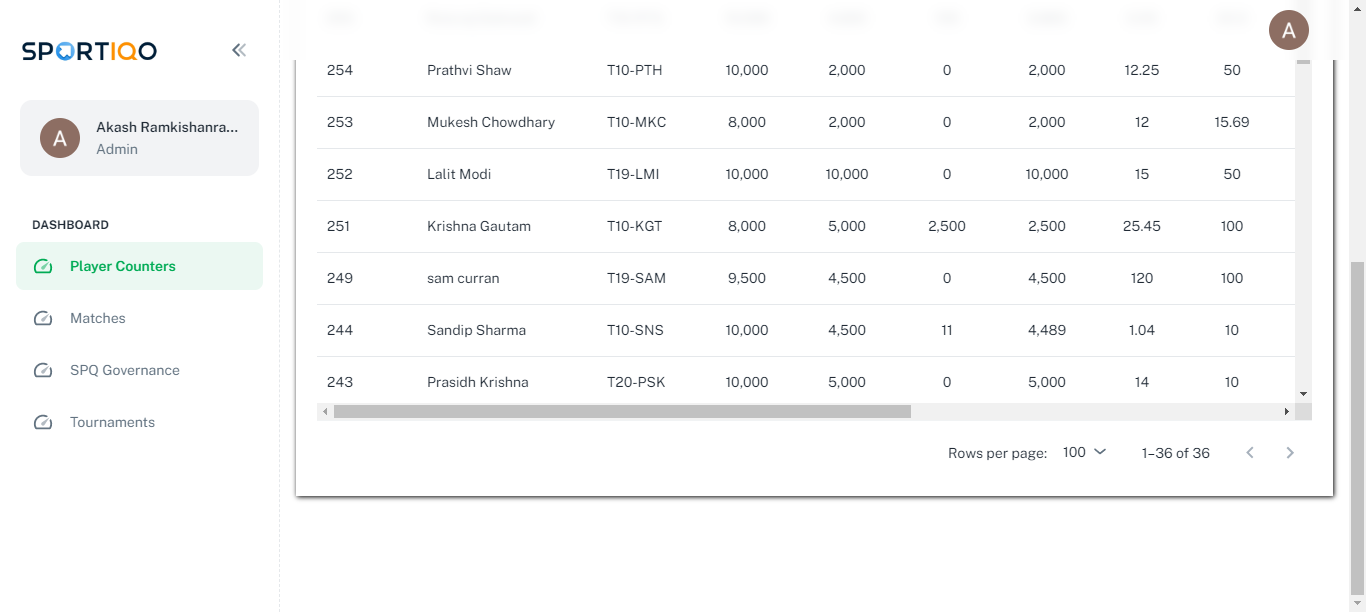 SPORTIQO
A
Akash Ramkishanra...
Admin
DASHBOARD
Player Counters
Matches
SPQ Governance
Tournaments
A
254 Prathvi Shaw T10-PTH 10,000 2,000 0 2,000 12.25 50
253 Mukesh Chowdhary T10-MKC 8,000 2,000 0 2,000 12 15.69
252 Lalit Modi T19-LMI 10,000 10,000 0 10,000 15 50
251 Krishna Gautam T10-KGT 8,000 5,000 2,500 2,500 25.45 100
249 sam curran T19-SAM 9,500 4,500 0 4,500 120 100
244 Sandip Sharma T10-SNS 10,000 4,500 11 4,489 1.04 10
243 Prasidh Krishna T20-PSK 10,000 5,000 0 5,000 14 10
Rows per page: 100 1–36 of 36